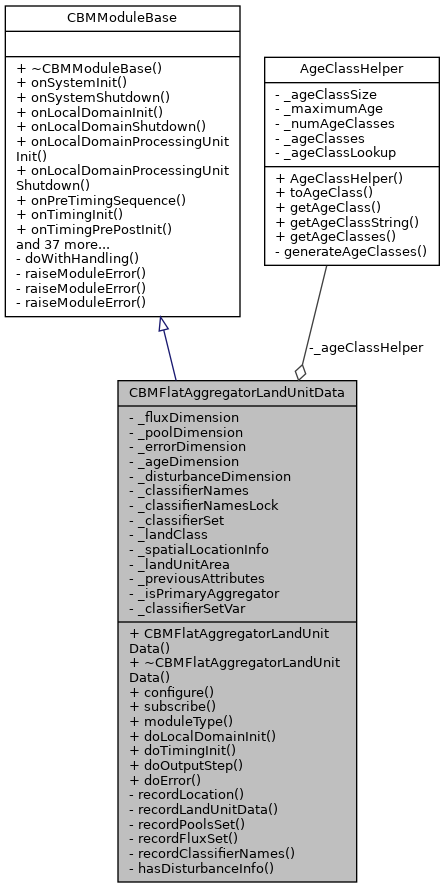 CBMModuleBase
+ ~CBMModuleBase()
+ onSystemInit()
+ onSystemShutdown()
+ onLocalDomainInit()
+ onLocalDomainShutdown()
+ onLocalDomainProcessingUnit
Init()
+ onLocalDomainProcessingUnit
Shutdown()
+ onPreTimingSequence()
+ onTimingInit()
+ onTimingPrePostInit()
and 37 more...
- doWithHandling()
- raiseModuleError()
- raiseModuleError()
- raiseModuleError()
AgeClassHelper
- _ageClassSize
- _maximumAge
- _numAgeClasses
- _ageClasses
- _ageClassLookup
+ AgeClassHelper()
+ toAgeClass()
+ getAgeClass()
+ getAgeClassString()
+ getAgeClasses()
- generateAgeClasses()
-_ageClassHelper
CBMFlatAggregatorLandUnitData
- _fluxDimension
- _poolDimension
- _errorDimension
- _ageDimension
- _disturbanceDimension
- _classifierNames
- _classifierNamesLock
- _classifierSet
- _landClass
- _spatialLocationInfo
- _landUnitArea
- _previousAttributes
- _isPrimaryAggregator
- _classifierSetVar
+ CBMFlatAggregatorLandUnit
Data()
+ ~CBMFlatAggregatorLandUnit
Data()
+ configure()
+ subscribe()
+ moduleType()
+ doLocalDomainInit()
+ doTimingInit()
+ doOutputStep()
+ doError()
- recordLocation()
- recordLandUnitData()
- recordPoolsSet()
- recordFluxSet()
- recordClassifierNames()
- hasDisturbanceInfo()